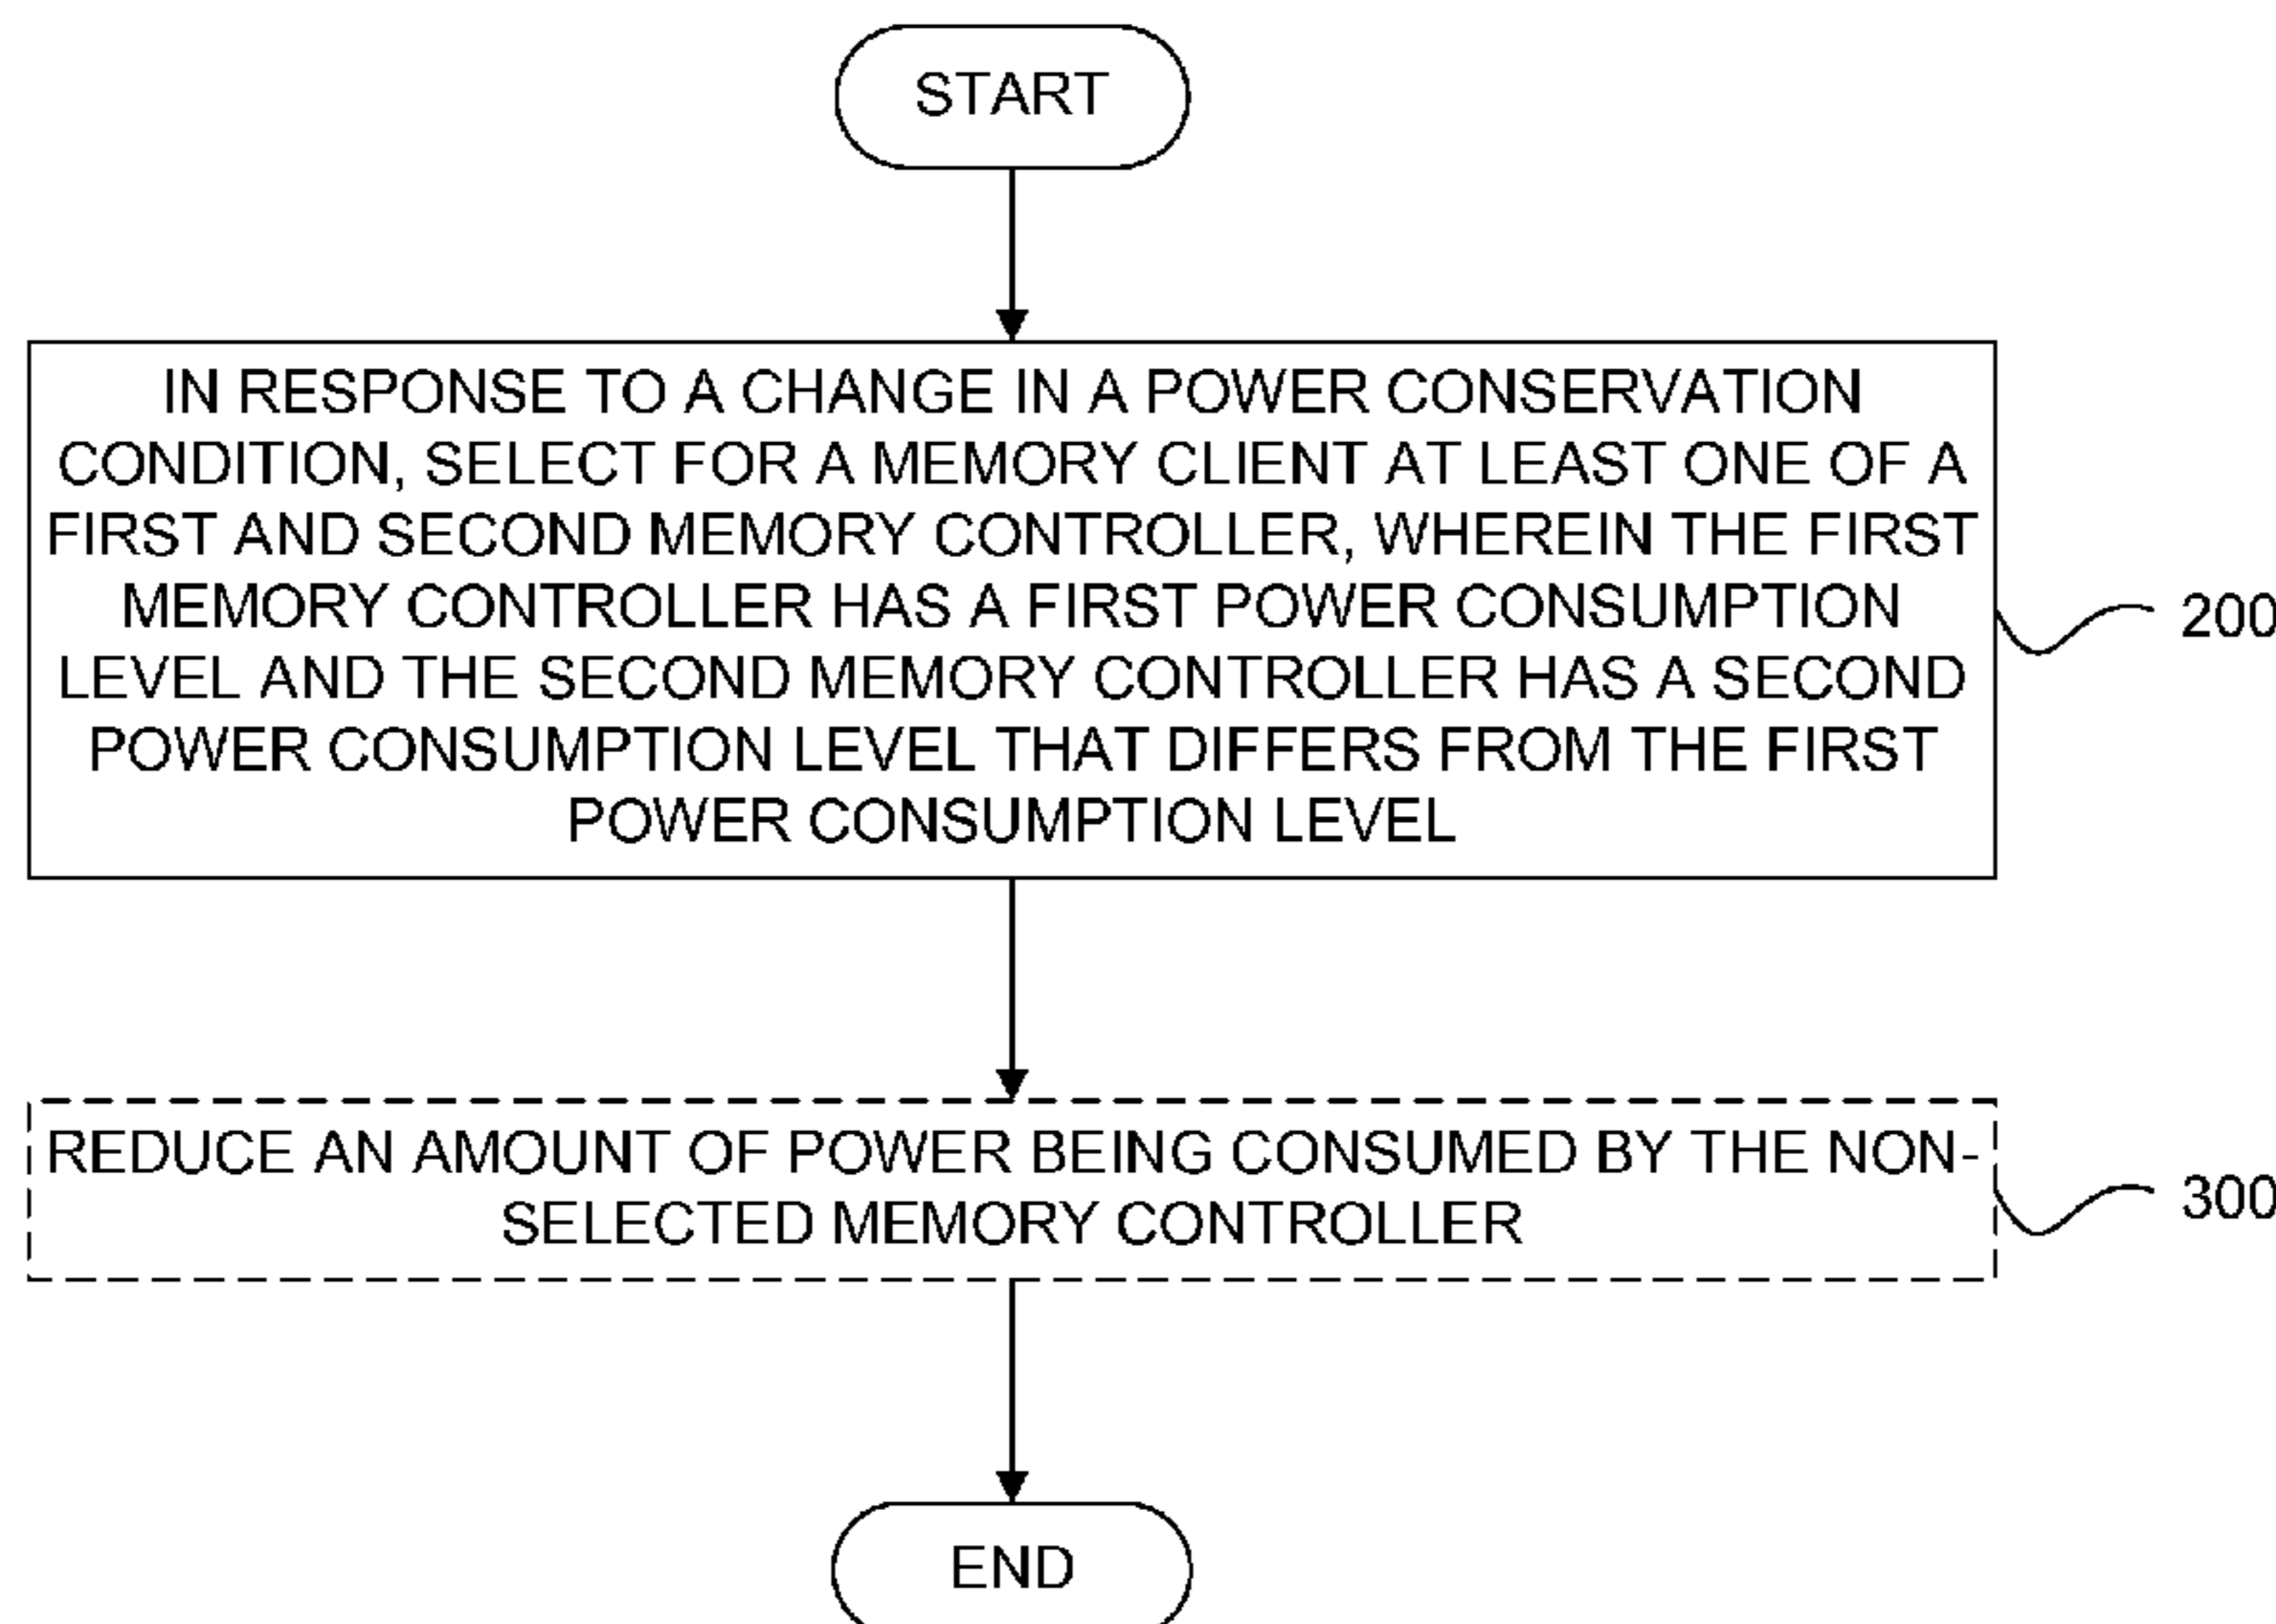 START
IN RESPONSE TO A CHANGE IN A POWER CONSERVATION
CONDITION, SELECT FOR A MEMORY CLIENT AT LEAST ONE OF A
FIRST AND SECOND MEMORY CONTROLLER, WHEREIN THE FIRST
MEMORY CONTROLLER HAS A FIRST POWER CONSUMPTION
LEVEL AND THE SECOND MEMORY CONTROLLER HAS A SECOND
POWER CONSUMPTION LEVEL THAT DIFFERS FROM THE FIRST
POWER CONSUMPTION LEVEL
200
REDUCE AN AMOUNT OF POWER BEING CONSUMED BY THE NON-
SELECTED MEMORY CONTROLLER
300
END